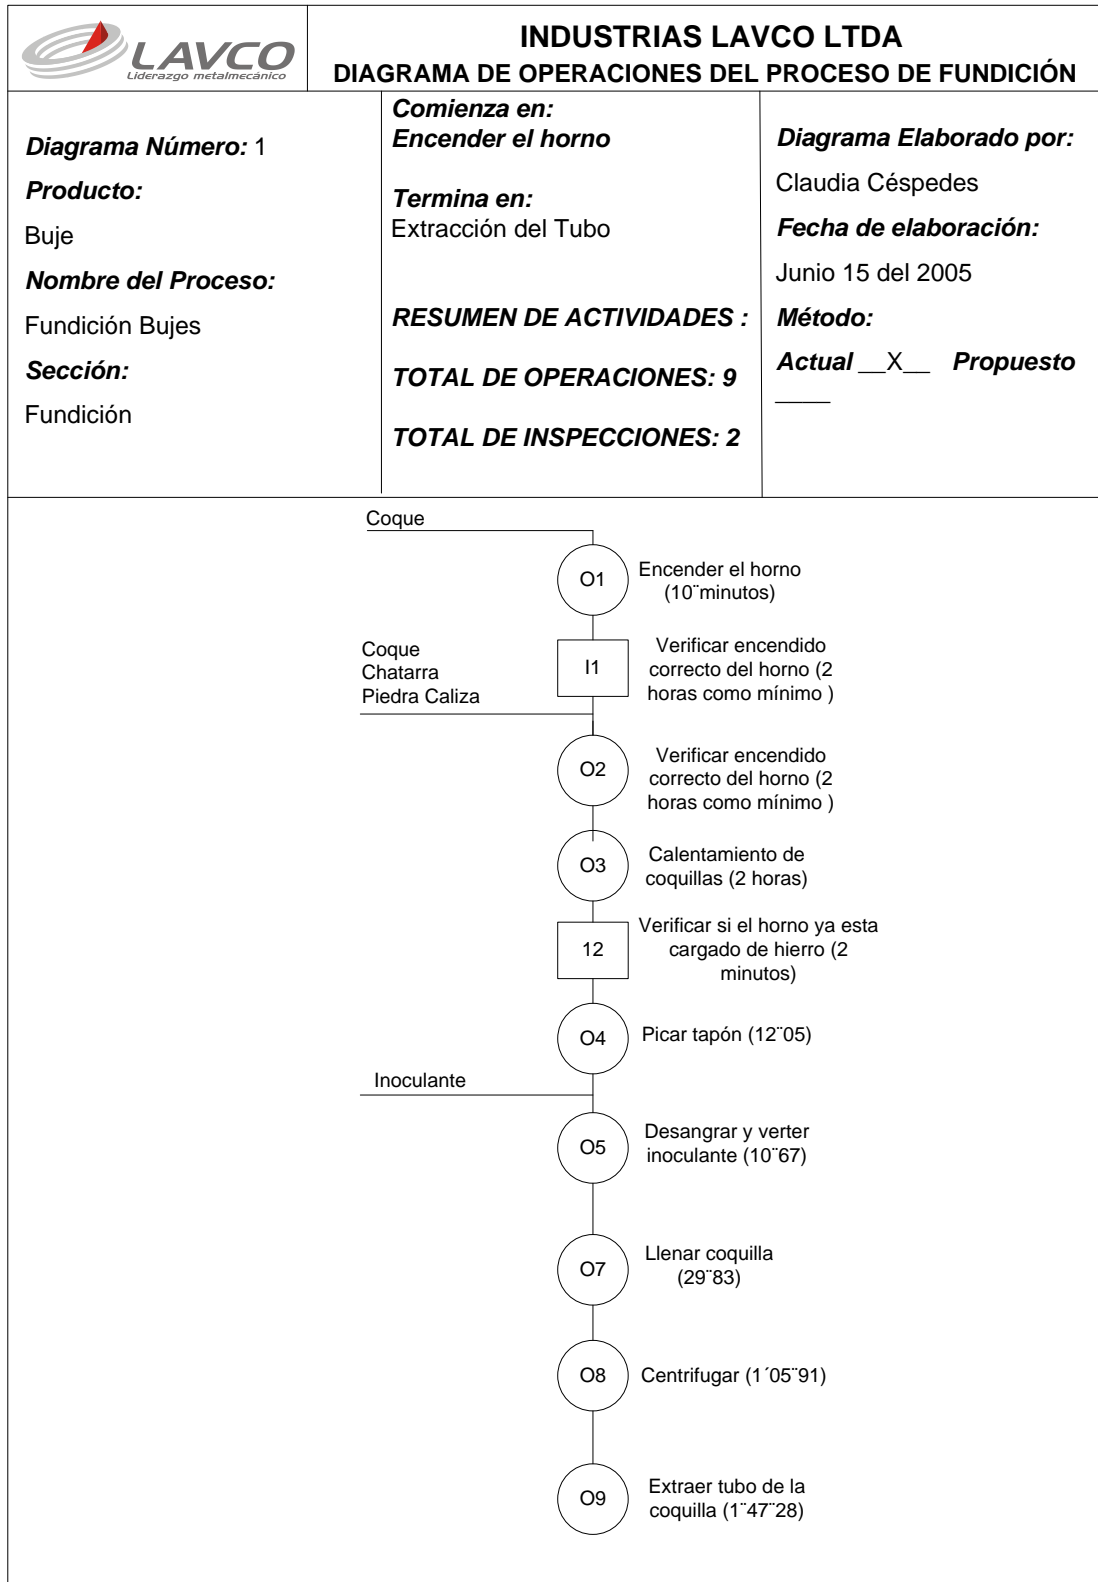 LAVCO
Liderazgo metalmecánico
INDUSTRIAS LAVCO LTDA
DIAGRAMA DE OPERACIONES DEL PROCESO DE FUNDICIÓN
Diagrama Número: 1
Producto:
Buje
Nombre del Proceso:
Fundición Bujes
Sección:
Fundición
Comienza en:
Encender el horno
Termina en:
Extracción del Tubo
RESUMEN DE ACTIVIDADES :
TOTAL DE OPERACIONES: 9
TOTAL DE INSPECCIONES: 2
Diagrama Elaborado por:
Claudia Céspedes
Fecha de elaboración:
Junio 15 del 2005
Método:
Actual __X__ Propuesto
____
Coque
O1
Encender el horno
(10¨minutos)
I1
Verificar encendido
correcto del horno (2
horas como mínimo )
Coque
Chatarra
Piedra Caliza
O2
Verificar encendido
correcto del horno (2
horas como mínimo )
O3
Calentamiento de
coquillas (2 horas)
12
Verificar si el horno ya esta
cargado de hierro (2
minutos)
O4
Picar tapón (12¨05)
Inoculante
O5
Desangrar y verter
inoculante (10¨67)
O7
Llenar coquilla
(29¨83)
O8
Centrifugar (1´05¨91)
O9
Extraer tubo de la
coquilla (1¨47¨28)